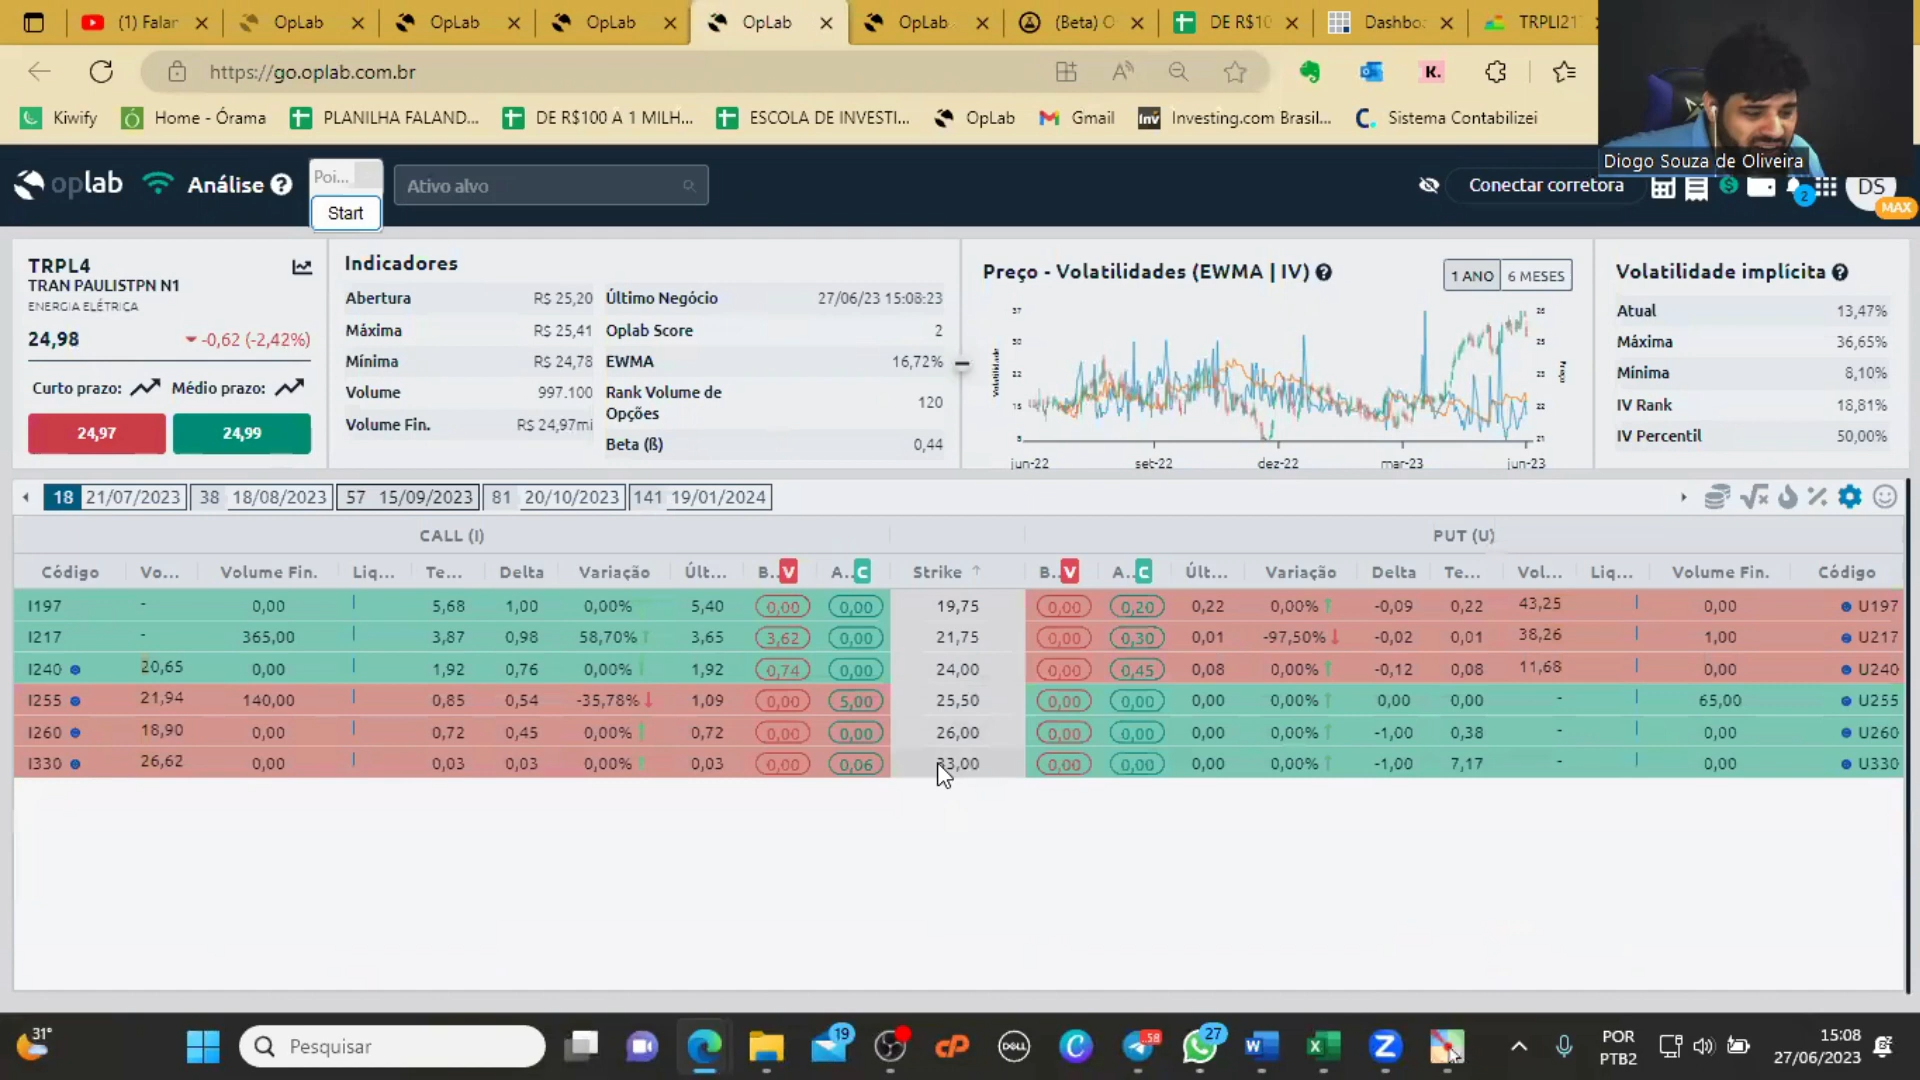 (1) Falar
OpLab
OpLab
OpLab
OpLab
OpLab
(Beta) O
DE R$10
Dashbo
TRPLI217
https://go.oplab.com.br
Kiwify
Home - Órama
PLANILHA FALAND...
DE R$100 A 1 MILH...
ESCOLA DE INVESTI...
OpLab
Gmail
Investing.com Brasil...
Sistema Contabilizei
Diogo Souza de Oliveira
oplab
Análise
Poi...
Start
Ativo alvo
Conectar corretora
2
DS
MAX
TRPL4
TRAN PAULISTPN N1
ENERGIA ELÉTRICA
24,98
-0,62 (-2,42%)
Curto prazo:
Médio prazo:
24,97
24,99
Indicadores
Abertura R$ 25,20 Último Negócio 27/06/23 15:08:23
Máxima R$ 25,41 Oplab Score 2
Mínima R$ 24,78 EWMA 16,72%
Volume 997.100 Rank Volume de Opções 120
Volume Fin. R$ 24,97mi Beta (ß) 0,44
Preço - Volatilidades (EWMA | IV)
1 ANO 6 MESES
jun-22 set-22 dez-22 mar-23 jun-23
Volatilidade implícita
Atual 13,47%
Máxima 36,65%
Mínima 8,10%
IV Rank 18,81%
IV Percentil 50,00%
18 21/07/2023 38 18/08/2023 57 15/09/2023 81 20/10/2023 141 19/01/2024
CALL (I) PUT (U)
Código Vo... Volume Fin. Liq... Te... Delta Variação Últ... B..V A..C Strike B..V A..C Últ... Variação Delta Te... Vol... Liq... Volume Fin. Código
I197 - 0,00 5,68 1,00 0,00% 5,40 0,00 0,00 19,75 0,00 0,20 0,22 0,00% -0,09 0,22 43,25 0,00 U197
I217 - 365,00 3,87 0,98 58,70% 3,65 3,62 0,00 21,75 0,00 0,30 0,01 -97,50% -0,02 0,01 38,26 1,00 U217
I240 20,65 0,00 1,92 0,76 0,00% 1,92 0,74 0,00 24,00 0,00 0,45 0,08 0,00% -0,12 0,08 11,68 0,00 U240
I255 21,94 140,00 0,85 0,54 -35,78% 1,09 0,00 5,00 25,50 0,00 0,00 0,00 0,00% 0,00 0,00 - 65,00 U255
I260 18,90 0,00 0,72 0,45 0,00% 0,72 0,00 0,00 26,00 0,00 0,00 0,00 0,00% -1,00 0,38 - 0,00 U260
I330 26,62 0,00 0,03 0,03 0,00% 0,03 0,00 0,06 33,00 0,00 0,00 0,00 0,00% -1,00 7,17 - 0,00 U330
31°
Pesquisar
19
58
27
POR
PTB2
15:08
27/06/2023